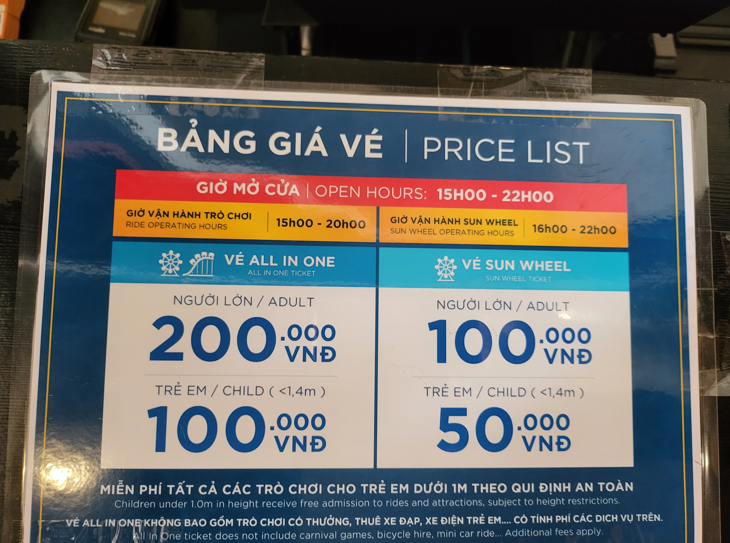 BẢNG GIÁ VÉ | PRICE LIST
GIỜ MỞ CỬA | OPEN HOURS: 15H00 - 22H00
GIỜ VẬN HÀNH TRÒ CHƠI
RIDE OPERATING HOURS
15h00 - 20h00
GIỜ VẬN HÀNH SUN WHEEL
SUN WHEEL OPERATING HOURS
16h00 - 22h00
VÉ ALL IN ONE
ALL IN ONE TICKET
NGƯỜI LỚN / ADULT
200.000 VNĐ
TRẺ EM / CHILD ( <1,4m )
100.000 VNĐ
VÉ SUN WHEEL
SUN WHEEL TICKET
NGƯỜI LỚN / ADULT
100.000 VNĐ
TRẺ EM / CHILD ( <1,4m )
50.000 VNĐ
MIỄN PHÍ TẤT CẢ CÁC TRÒ CHƠI CHO TRẺ EM DƯỚI 1M THEO QUI ĐỊNH AN TOÀN
Children under 1.0m in height receive free admission to rides and attractions, subject to height restrictions.
VÉ ALL IN ONE KHÔNG BAO GỒM TRÒ CHƠI CÓ THƯỞNG, THUÊ XE ĐẠP, XE ĐIỆN TRẺ EM.... CÓ TÍNH PHÍ CÁC DỊCH VỤ TRÊN.
All In One ticket does not include carnival games, bicycle hire, mini car ride... Additional fees apply.